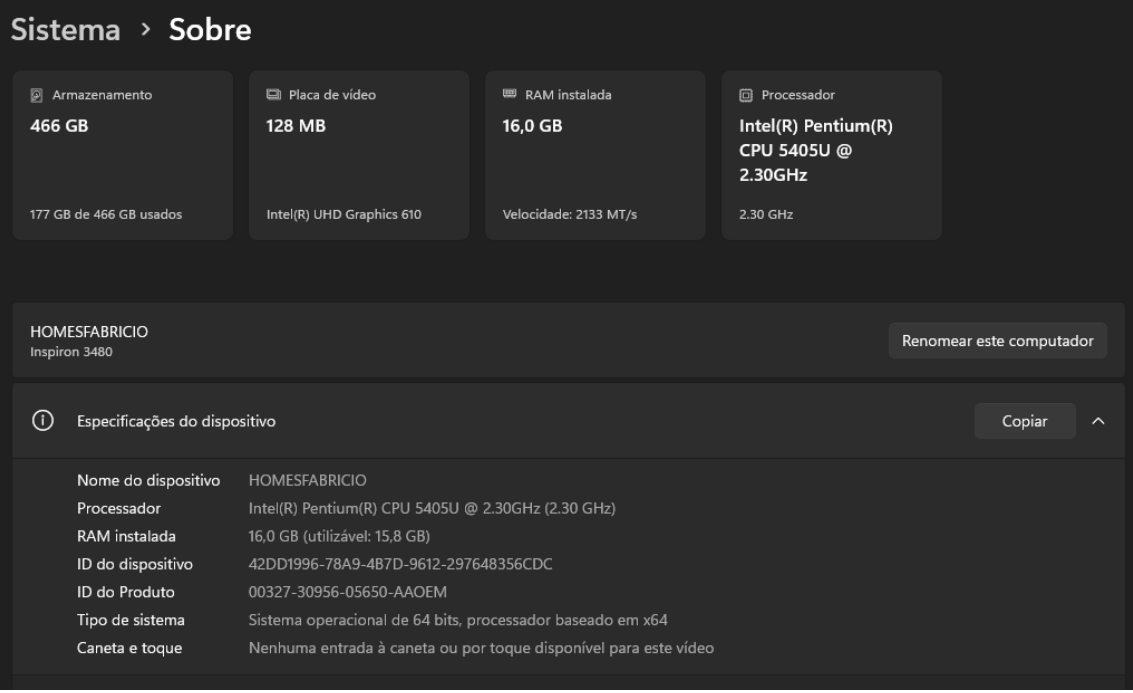 Sistema > Sobre
Armazenamento
466 GB
177 GB de 466 GB usados
Placa de vídeo
128 MB
Intel(R) UHD Graphics 610
RAM instalada
16,0 GB
Velocidade: 2133 MT/s
Processador
Intel(R) Pentium(R)
CPU 5405U @
2.30GHz
2.30 GHz
HOMESFABRICIO
Inspiron 3480
Renomear este computador
Especificações do dispositivo
Copiar
Nome do dispositivo HOMESFABRICIO
Processador Intel(R) Pentium(R) CPU 5405U @ 2.30GHz (2.30 GHz)
RAM instalada 16,0 GB (utilizável: 15,8 GB)
ID do dispositivo 42DD1996-78A9-4B7D-9612-297648356CDC
ID do Produto 00327-30956-05650-AAOEM
Tipo de sistema Sistema operacional de 64 bits, processador baseado em x64
Caneta e toque Nenhuma entrada à caneta ou por toque disponível para este vídeo